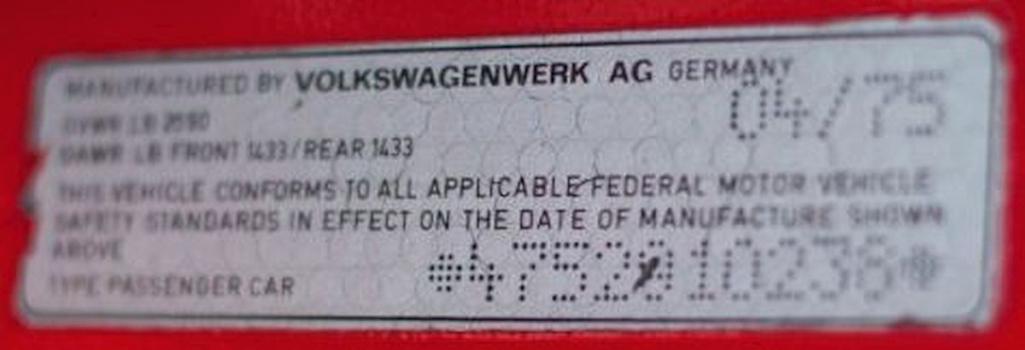 MANUFACTURED BY VOLKSWAGENWERK AG GERMANY
04/75
GVWR LB
GAWR LB FRONT 1433/REAR 1433
THIS VEHICLE CONFORMS TO ALL APPLICABLE FEDERAL MOTOR VEHICLE
SAFETY STANDARDS IN EFFECT ON THE DATE OF MANUFACTURE SHOWN
ABOVE
TYPE PASSENGER CAR